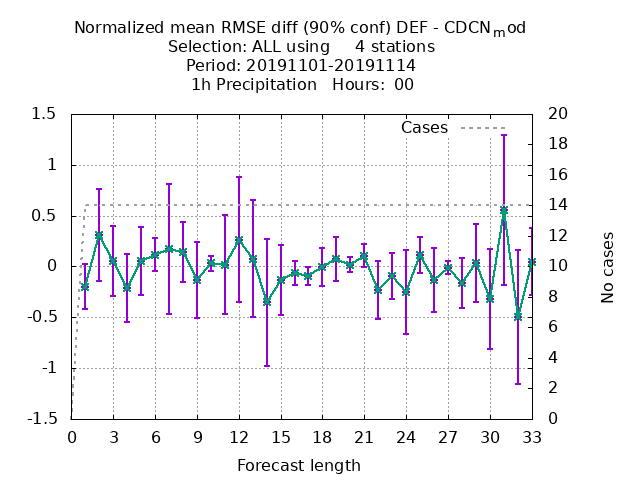 Normalized mean RMSE diff (90% conf) DEF - CDCNmod
Selection: ALL using 4 stations
Period: 20191101-20191114
1h Precipitation Hours: 00
Cases
1.5
1
0.5
0
-0.5
-1
-1.5
20
18
16
14
12
10
8
6
4
2
0
No cases
0 3 6 9 12 15 18 21 24 27 30 33
Forecast length